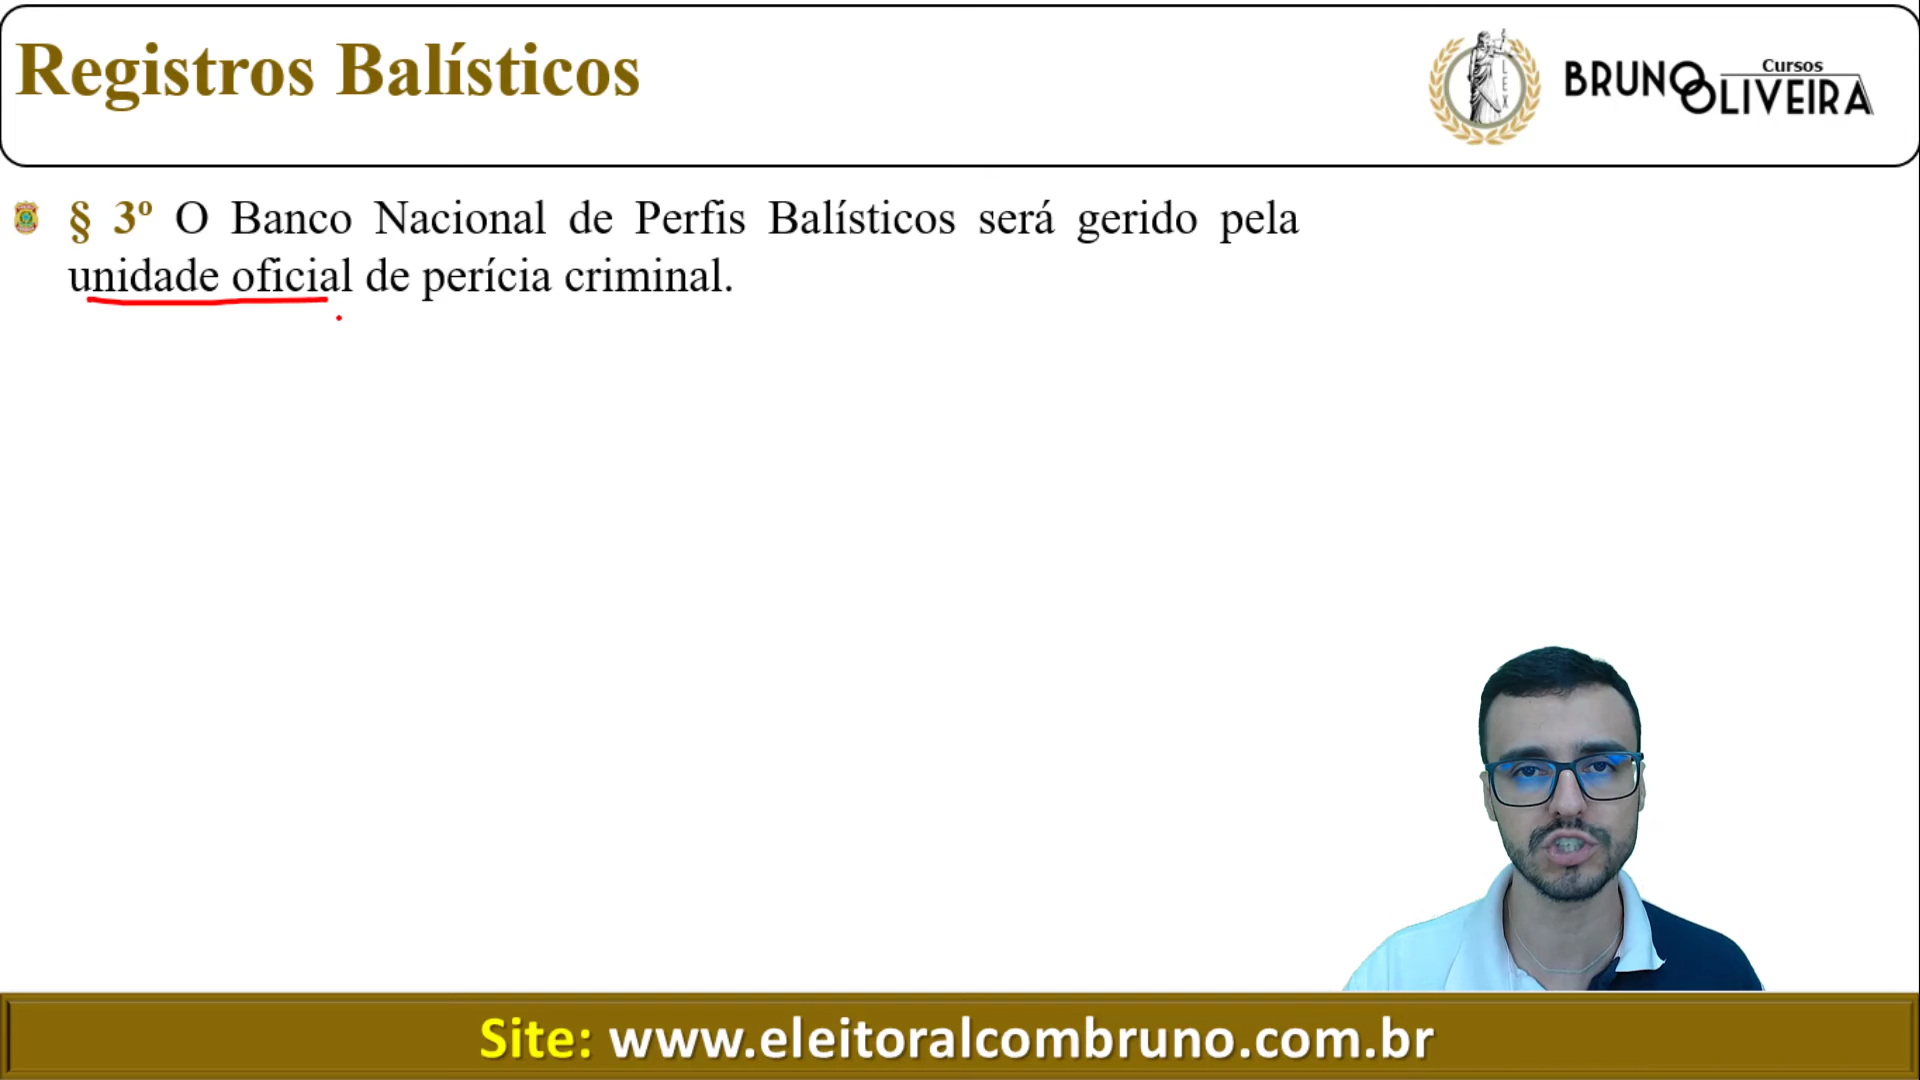 Registros Balísticos
LEX
Cursos
BRUNO OLIVEIRA
§ 3º O Banco Nacional de Perfis Balísticos será gerido pela
unidade oficial de perícia criminal.
Site: www.eleitoralcombruno.com.br